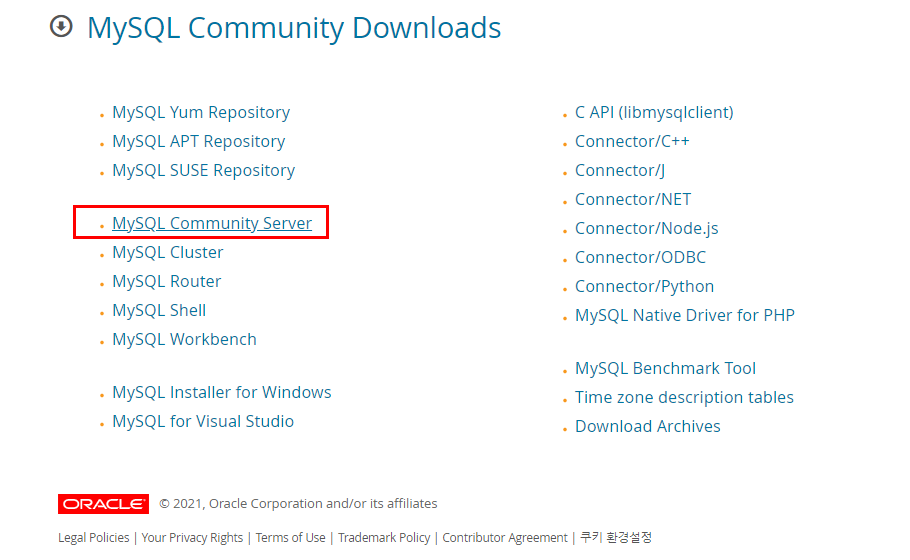 MySQL Community Downloads
MySQL Yum Repository
MySQL APT Repository
MySQL SUSE Repository
MySQL Community Server
MySQL Cluster
MySQL Router
MySQL Shell
MySQL Workbench
MySQL Installer for Windows
MySQL for Visual Studio
C API (libmysqlclient)
Connector/C++
Connector/J
Connector/NET
Connector/Node.js
Connector/ODBC
Connector/Python
MySQL Native Driver for PHP
MySQL Benchmark Tool
Time zone description tables
Download Archives
ORACLE © 2021, Oracle Corporation and/or its affiliates
Legal Policies | Your Privacy Rights | Terms of Use | Trademark Policy | Contributor Agreement | 쿠키 환경설정